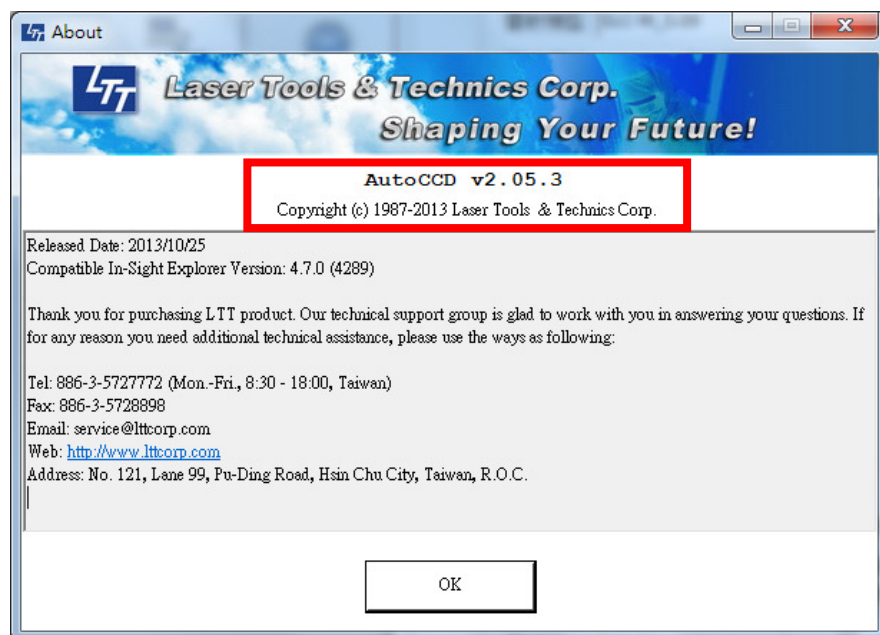 LTT About
LTT Laser Tools & Technics Corp.
Shaping Your Future!
AutoCCD v2.05.3
Copyright (c) 1987-2013 Laser Tools & Technics Corp.
Released Date: 2013/10/25
Compatible In-Sight Explorer Version: 4.7.0 (4289)
Thank you for purchasing LTT product. Our technical support group is glad to work with you in answering your questions. If
for any reason you need additional technical assistance, please use the ways as following:
Tel: 886-3-5727772 (Mon.-Fri., 8:30 - 18:00, Taiwan)
Fax: 886-3-5728898
Email: service@lttcorp.com
Web: http://www.lttcorp.com
Address: No. 121, Lane 99, Pu-Ding Road, Hsin Chu City, Taiwan, R.O.C.
OK